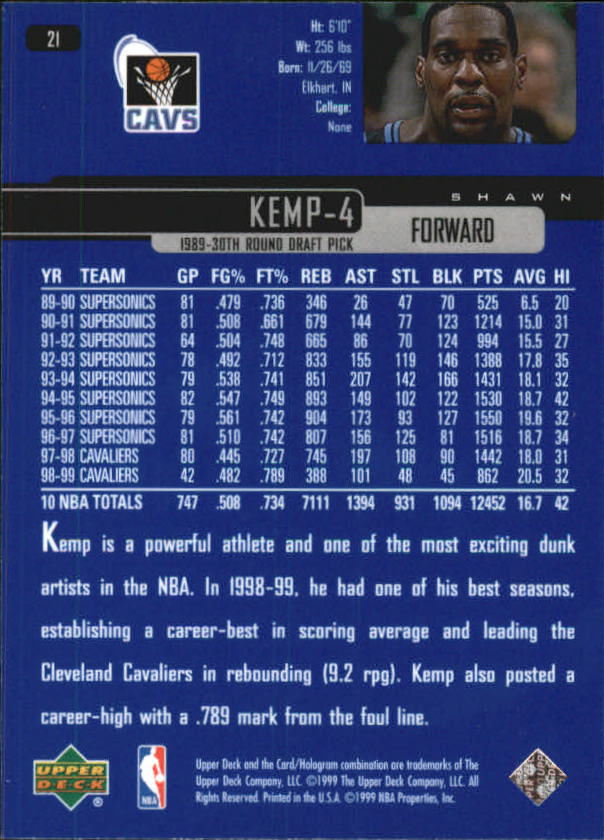 21
CAVS
Ht: 6'10"
Wt: 256 lbs
Born: 11/26/69
Elkhart, IN
College:
None
SHAWN
KEMP-4
FORWARD
1989-30TH ROUND DRAFT PICK
YR TEAM GP FG% FT% REB AST STL BLK PTS AVG HI
89-90 SUPERSONICS 81 .479 .736 346 26 47 70 525 6.5 20
90-91 SUPERSONICS 81 .508 .661 679 144 77 123 1214 15.0 31
91-92 SUPERSONICS 64 .504 .748 665 86 70 124 994 15.5 27
92-93 SUPERSONICS 78 .492 .712 833 155 119 146 1388 17.8 35
93-94 SUPERSONICS 79 .538 .741 851 207 142 166 1431 18.1 32
94-95 SUPERSONICS 82 .547 .749 893 149 102 122 1530 18.7 42
95-96 SUPERSONICS 79 .561 .742 904 173 93 127 1550 19.6 32
96-97 SUPERSONICS 81 .510 .742 807 156 125 81 1516 18.7 34
97-98 CAVALIERS 80 .445 .727 745 197 108 90 1442 18.0 31
98-99 CAVALIERS 42 .482 .789 388 101 48 45 862 20.5 32
10 NBA TOTALS 747 .508 .734 7111 1394 931 1094 12452 16.7 42
Kemp is a powerful athlete and one of the most exciting dunk
artists in the NBA. In 1998-99, he had one of his best seasons,
establishing a career-best in scoring average and leading the
Cleveland Cavaliers in rebounding (9.2 rpg). Kemp also posted a
career-high with a .789 mark from the foul line.
UPPER
DECK
®
NBA
Upper Deck and the Card/Hologram combination are trademarks of The
Upper Deck Company, LLC. ©1999 The Upper Deck Company, LLC. All
Rights Reserved. Printed in the U.S.A. ©1999 NBA Properties, Inc.